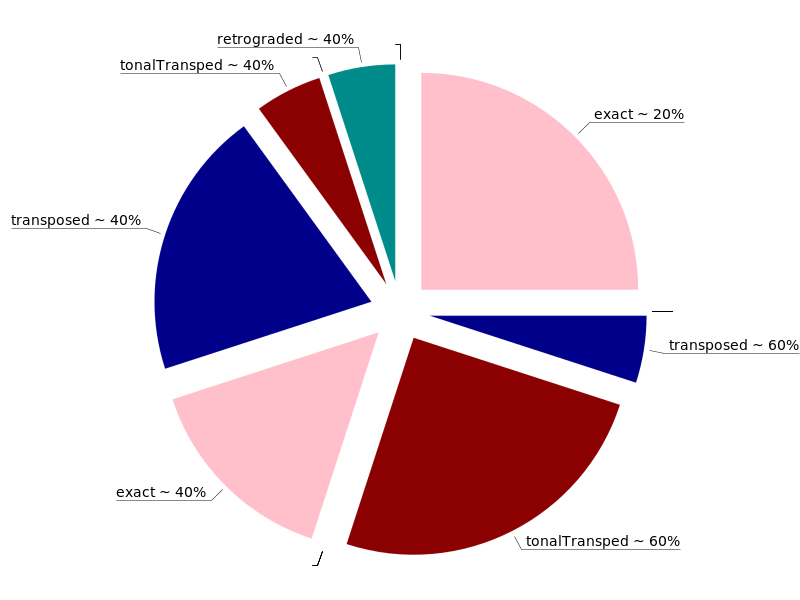 retrograded ~ 40%
tonalTransped ~ 40%
exact ~ 20%
transposed ~ 40%
transposed ~ 60%
exact ~ 40%
tonalTransped ~ 60%